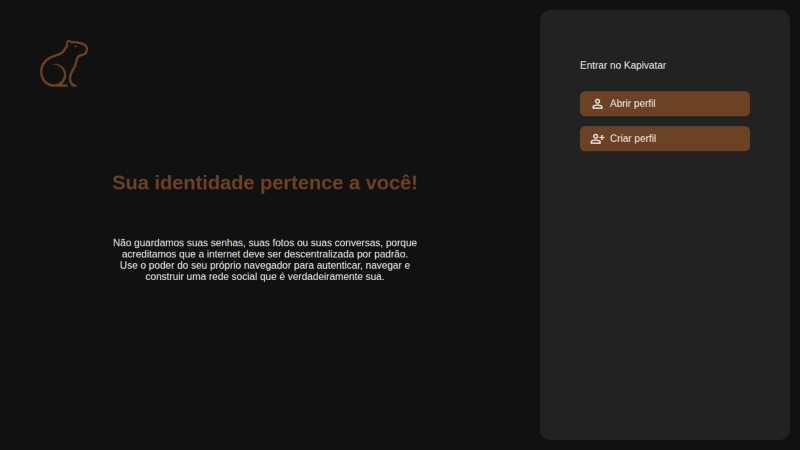 Sua identidade pertence a você!
Não guardamos suas senhas, suas fotos ou suas conversas, porque
acreditamos que a internet deve ser descentralizada por padrão.
Use o poder do seu próprio navegador para autenticar, navegar e
construir uma rede social que é verdadeiramente sua.
Entrar no Kapivatar
Abrir perfil
Criar perfil